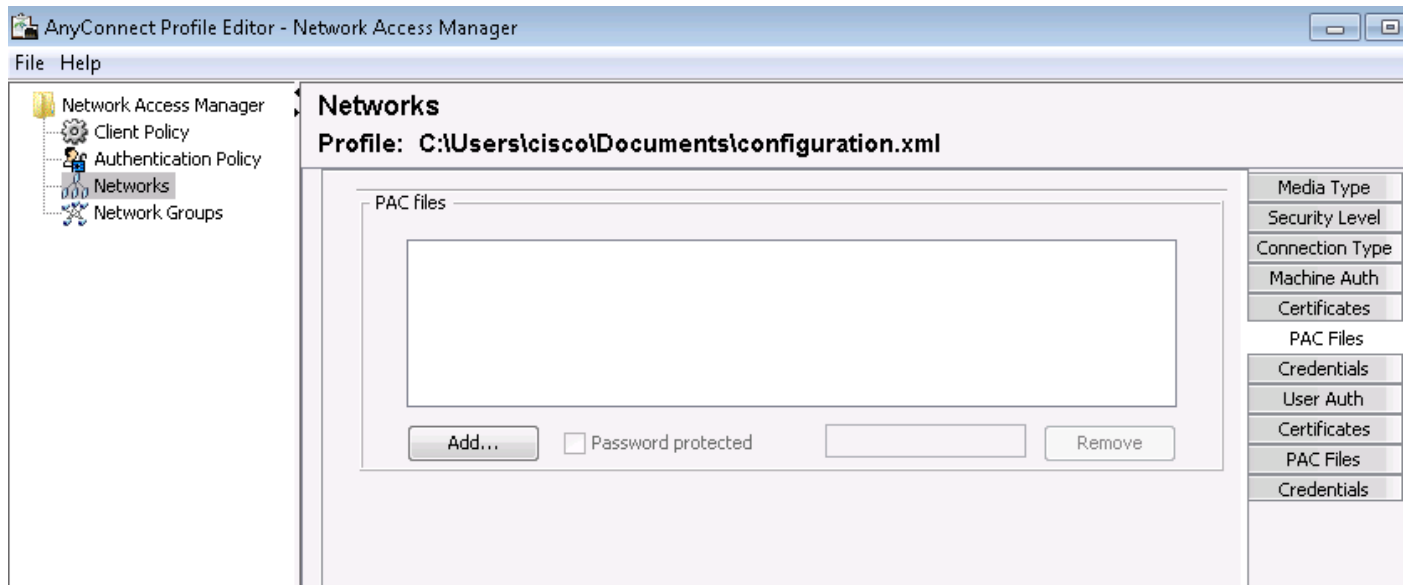 AnyConnect Profile Editor - Network Access Manager
File Help
Network Access Manager
Client Policy
Authentication Policy
Networks
Network Groups
Networks
Profile: C:\Users\cisco\Documents\configuration.xml
PAC files
Add...
Password protected
Remove
Media Type
Security Level
Connection Type
Machine Auth
Certificates
PAC Files
Credentials
User Auth
Certificates
PAC Files
Credentials